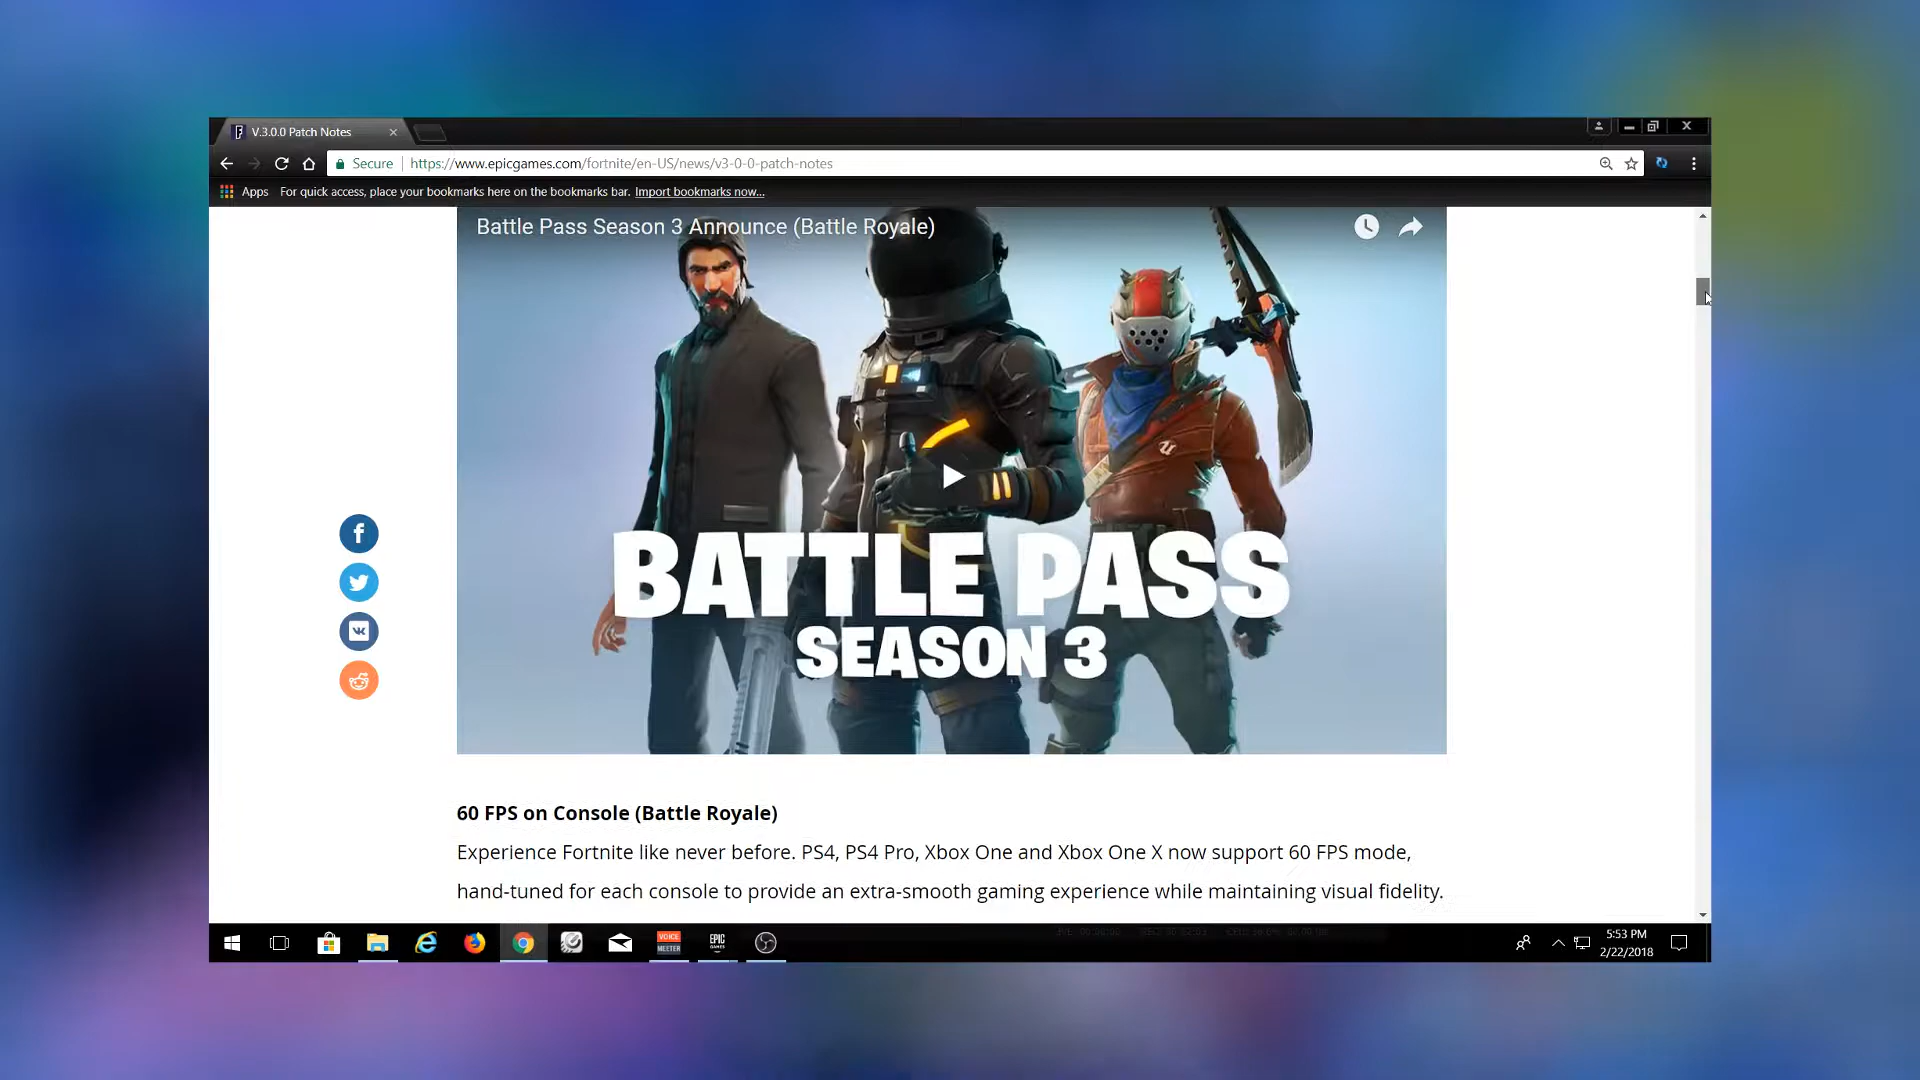 V.3.0.0 Patch Notes
Secure https://www.epicgames.com/fortnite/en-US/news/v3-0-0-patch-notes
Apps For quick access, place your bookmarks here on the bookmarks bar. Import bookmarks now...
Battle Pass Season 3 Announce (Battle Royale)
BATTLE PASS
SEASON 3
60 FPS on Console (Battle Royale)
Experience Fortnite like never before. PS4, PS4 Pro, Xbox One and Xbox One X now support 60 FPS mode,
hand-tuned for each console to provide an extra-smooth gaming experience while maintaining visual fidelity.
VOICE
MEETER
EPIC
GAMES
5:53 PM
2/22/2018